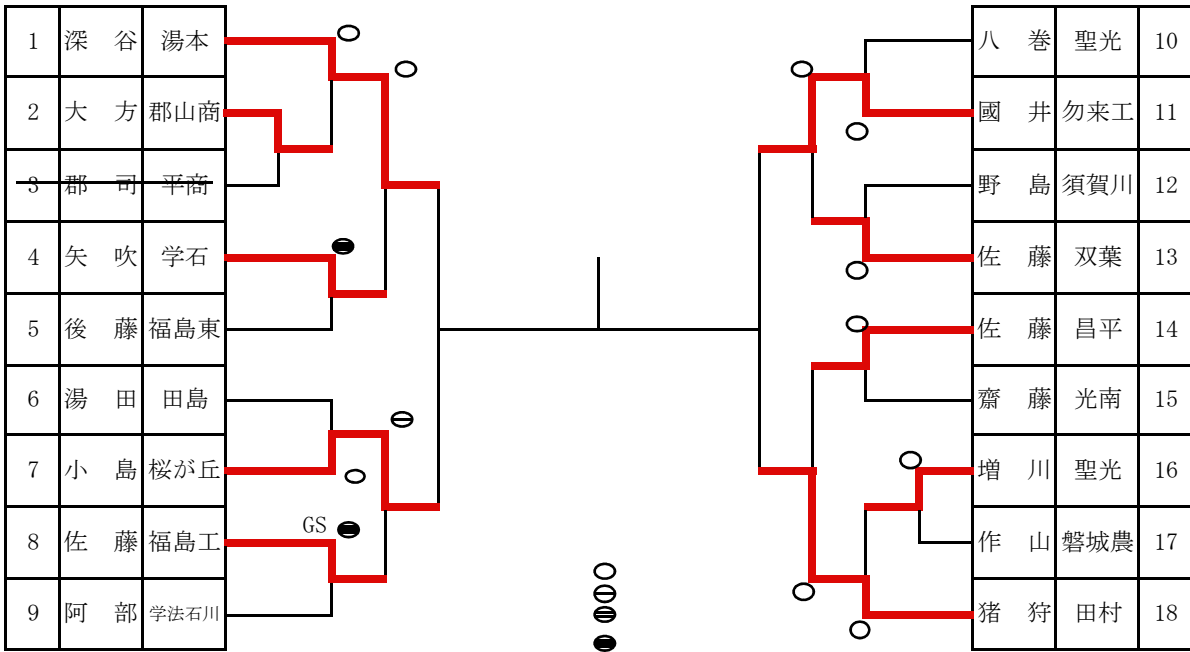 1 深 谷 湯本
2 大 方 郡山商
3 郡 司 平商
4 矢 吹 学石
5 後 藤 福島東
6 湯 田 田島
7 小 島 桜が丘
8 佐 藤 福島工
9 阿 部 学法石川
GS
八 巻 聖光 10
國 井 勿来工 11
野 島 須賀川 12
佐 藤 双葉 13
佐 藤 昌平 14
齋 藤 光南 15
増 川 聖光 16
作 山 磐城農 17
猪 狩 田村 18